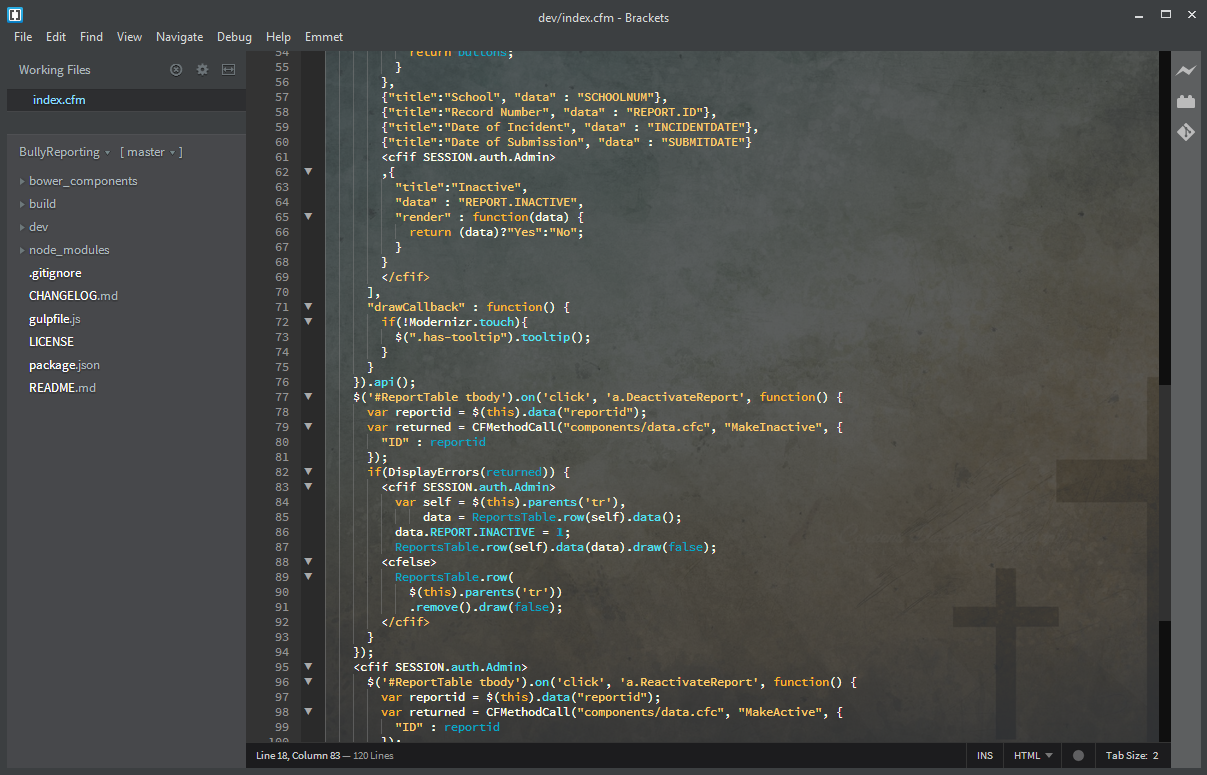 dev/index.cfm - Brackets
File Edit Find View Navigate Debug Help Emmet
Working Files
index.cfm
BullyReporting [ master ]
bower_components
build
dev
node_modules
.gitignore
CHANGELOG.md
gulpfile.js
LICENSE
package.json
README.md
54 return buttons;
55 }
56 },
57 {"title":"School", "data" : "SCHOOLNUM"},
58 {"title":"Record Number", "data" : "REPORT.ID"},
59 {"title":"Date of Incident", "data" : "INCIDENTDATE"},
60 {"title":"Date of Submission", "data" : "SUBMITDATE"}
61 <cfif SESSION.auth.Admin>
62 ,{
63 "title":"Inactive",
64 "data" : "REPORT.INACTIVE",
65 "render" : function(data) {
66 return (data)?"Yes":"No";
67 }
68 }
69 </cfif>
70 ],
71 "drawCallback" : function() {
72 if(!Modernizr.touch){
73 $(".has-tooltip").tooltip();
74 }
75 }
76 }).api();
77 $('#ReportTable tbody').on('click', 'a.DeactivateReport', function() {
78 var reportid = $(this).data("reportid");
79 var returned = CFMethodCall("components/data.cfc", "MakeInactive", {
80 "ID" : reportid
81 });
82 if(DisplayErrors(returned)) {
83 <cfif SESSION.auth.Admin>
84 var self = $(this).parents('tr'),
85 data = ReportsTable.row(self).data();
86 data.REPORT.INACTIVE = 1;
87 ReportsTable.row(self).data(data).draw(false);
88 <cfelse>
89 ReportsTable.row(
90 $(this).parents('tr'))
91 .remove().draw(false);
92 </cfif>
93 }
94 });
95 <cfif SESSION.auth.Admin>
96 $('#ReportTable tbody').on('click', 'a.ReactivateReport', function() {
97 var reportid = $(this).data("reportid");
98 var returned = CFMethodCall("components/data.cfc", "MakeActive", {
99 "ID" : reportid
100 });
Line 18, Column 83 — 120 Lines
INS HTML Tab Size: 2